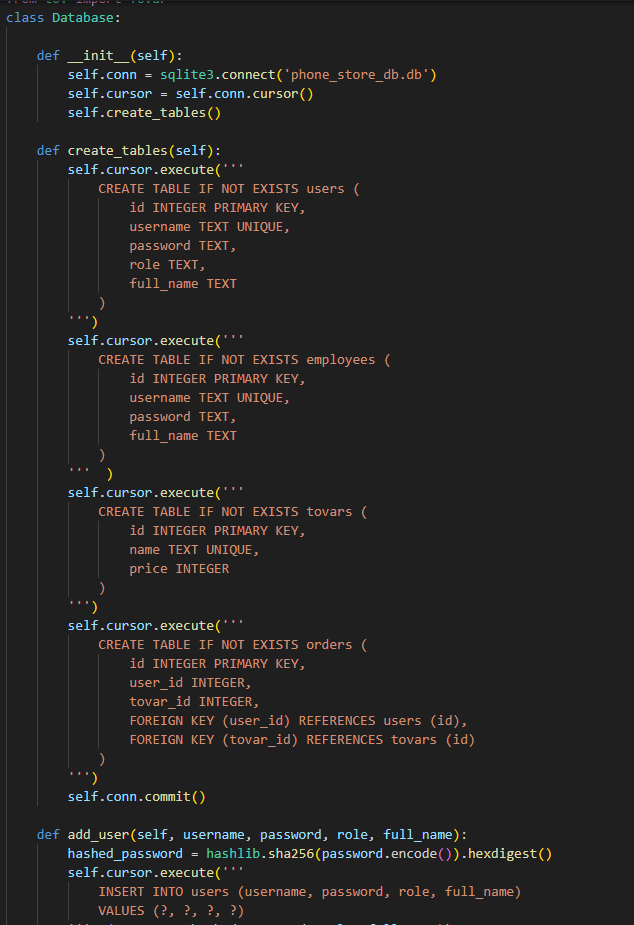 class Database:
def __init__(self):
self.conn = sqlite3.connect('phone_store_db.db')
self.cursor = self.conn.cursor()
self.create_tables()
def create_tables(self):
self.cursor.execute('''
CREATE TABLE IF NOT EXISTS users (
id INTEGER PRIMARY KEY,
username TEXT UNIQUE,
password TEXT,
role TEXT,
full_name TEXT
)
''')
self.cursor.execute('''
CREATE TABLE IF NOT EXISTS employees (
id INTEGER PRIMARY KEY,
username TEXT UNIQUE,
password TEXT,
full_name TEXT
)
'''  )
self.cursor.execute('''
CREATE TABLE IF NOT EXISTS tovars (
id INTEGER PRIMARY KEY,
name TEXT UNIQUE,
price INTEGER
)
''')
self.cursor.execute('''
CREATE TABLE IF NOT EXISTS orders (
id INTEGER PRIMARY KEY,
user_id INTEGER,
tovar_id INTEGER,
FOREIGN KEY (user_id) REFERENCES users (id),
FOREIGN KEY (tovar_id) REFERENCES tovars (id)
)
''')
self.conn.commit()
def add_user(self, username, password, role, full_name):
hashed_password = hashlib.sha256(password.encode()).hexdigest()
self.cursor.execute('''
INSERT INTO users (username, password, role, full_name)
VALUES (?, ?, ?, ?)